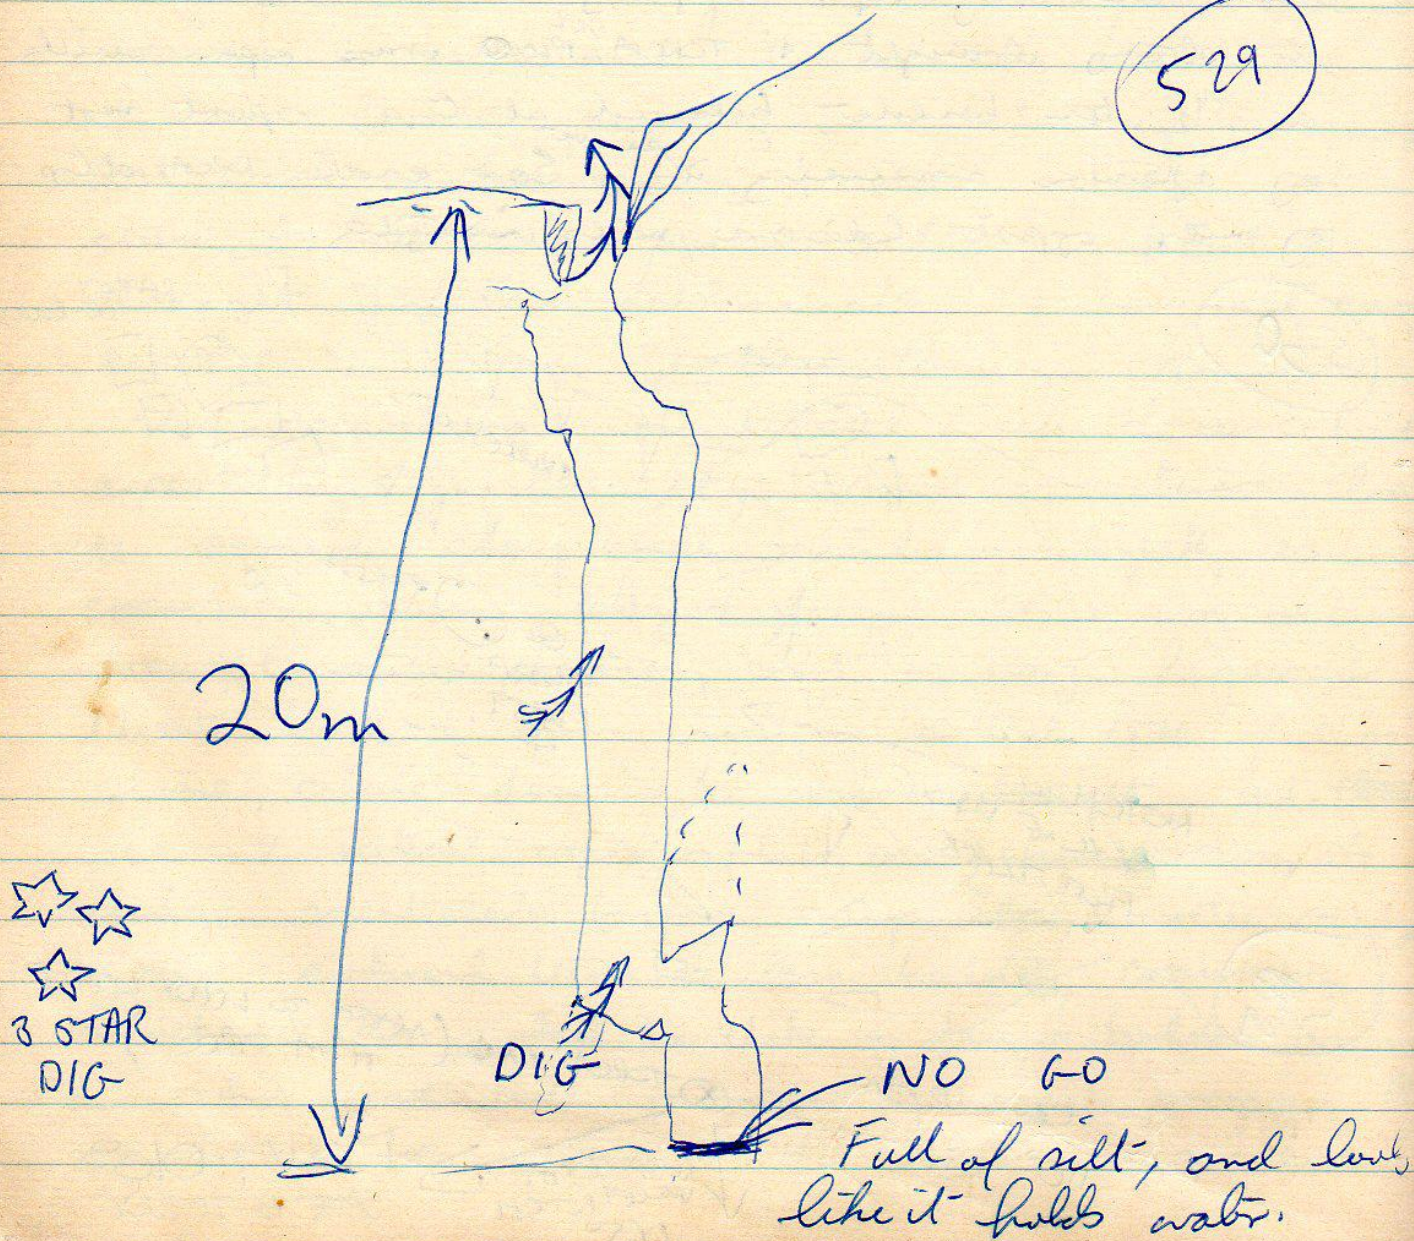 529
20m
3 STAR
DIG
DIG
NO GO
Full of silt, and looks
like it holds water.